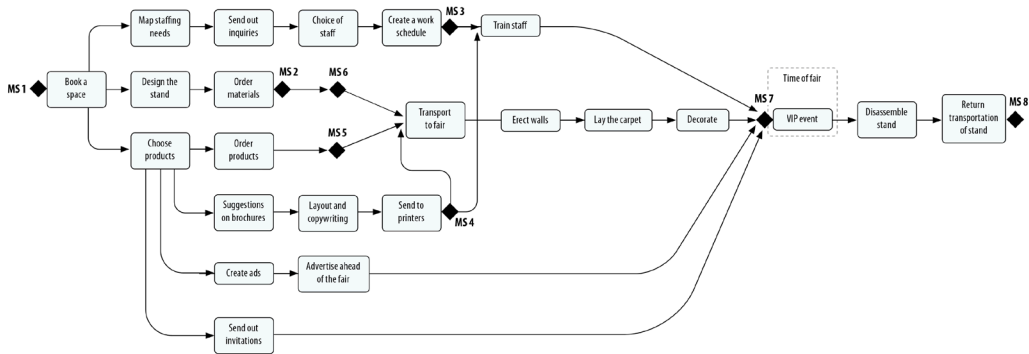 MS 1
Book a
space
Map staffing
needs
Send out
inquiries
Choice of
staff
Create a work
schedule
MS 3
Train staff
Design the
stand
Order
materials
MS 2
MS 6
Choose
products
Order
products
MS 5
Transport
to fair
Erect walls
Lay the carpet
Decorate
MS 7
Time of fair
VIP event
Disassemble
stand
Return
transportation
of stand
MS 8
Suggestions
on brochures
Layout and
copywriting
Send to
printers
MS 4
Create ads
Advertise ahead
of the fair
Send out
invitations